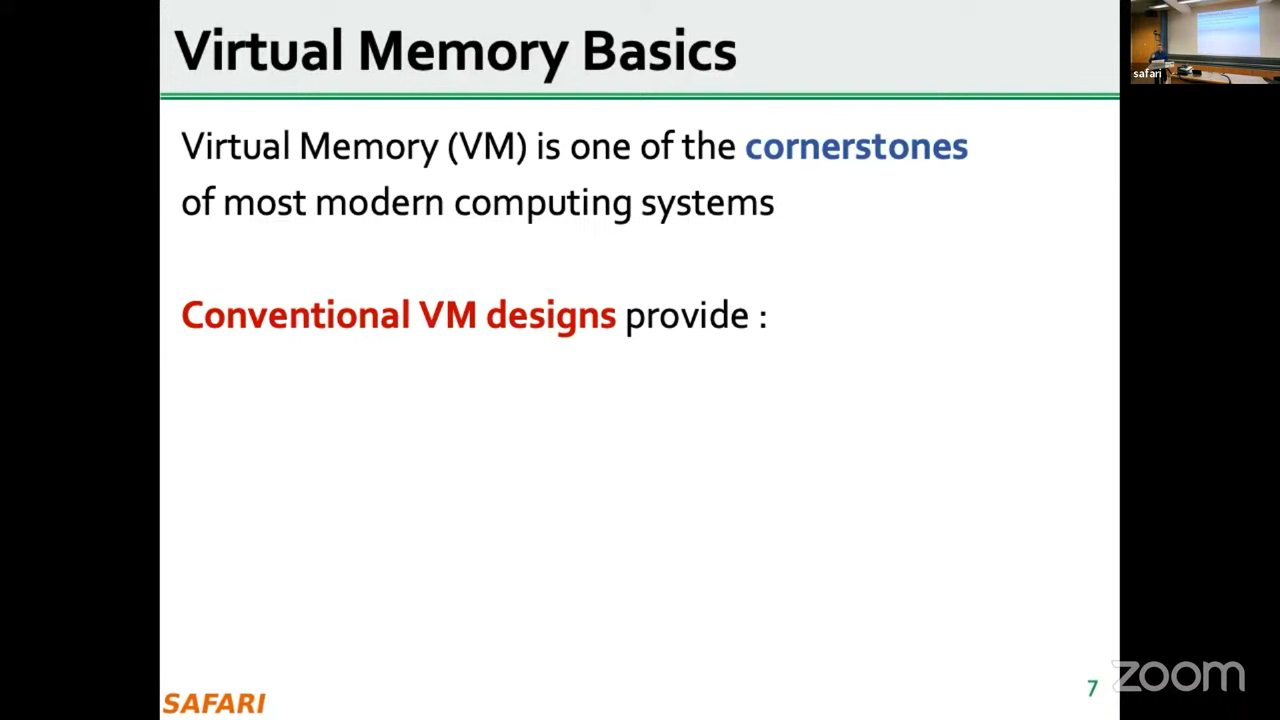 Virtual Memory Basics
safari
Virtual Memory (VM) is one of the cornerstones
of most modern computing systems
Conventional VM designs provide :
SAFARI
7
zoom